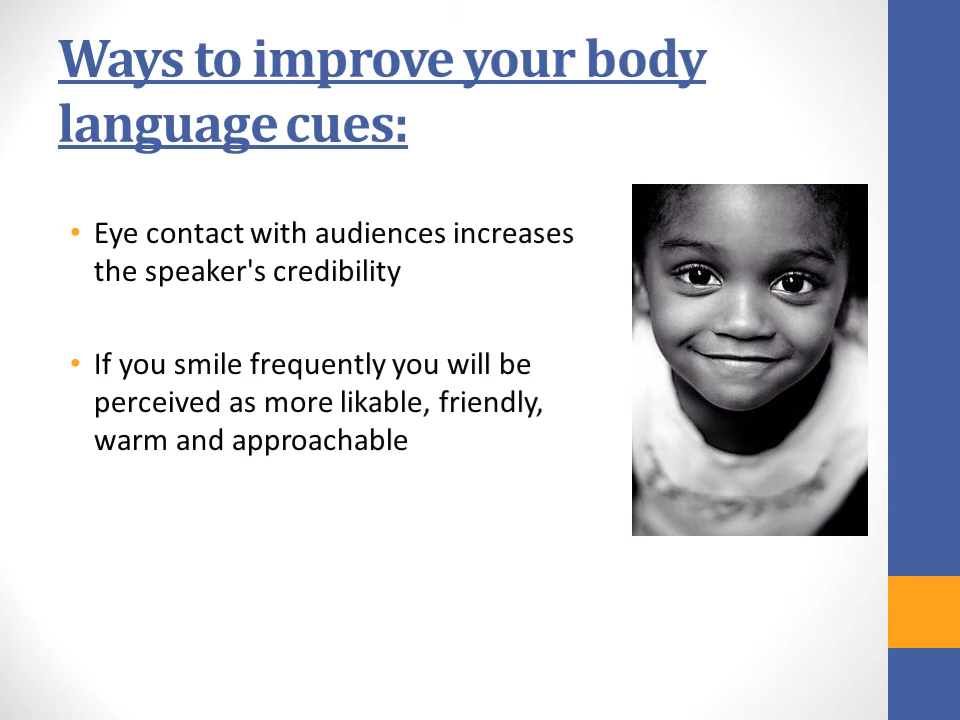 Ways to improve your body
language cues:
• Eye contact with audiences increases
the speaker's credibility
• If you smile frequently you will be
perceived as more likable, friendly,
warm and approachable